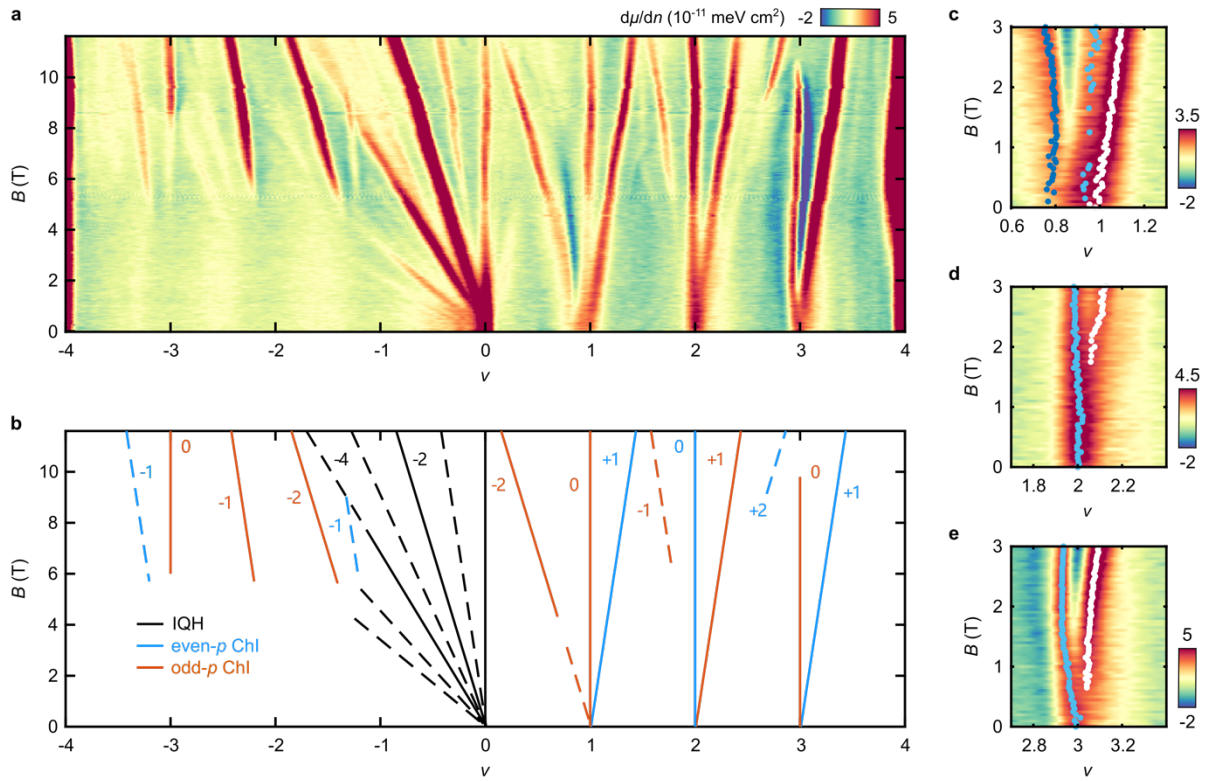 a
dμ/dn (10⁻¹¹ meV cm²) -2 5
B (T)
10
8
6
4
2
0
-4 -3 -2 -1 0 1 2 3 4
ν
b
B (T)
10
8
6
4
2
0
-1
0
-1
-2
-1
-4
-2
-2
0
+1
-1
0
+1
+2
0
+1
IQH
even-p ChI
odd-p ChI
-4 -3 -2 -1 0 1 2 3 4
ν
c
B (T)
3
2
1
0
0.6 0.8 1 1.2
ν
3.5
-2
d
B (T)
3
2
1
0
1.8 2 2.2
ν
4.5
-2
e
B (T)
3
2
1
0
2.8 3 3.2
ν
5
-2